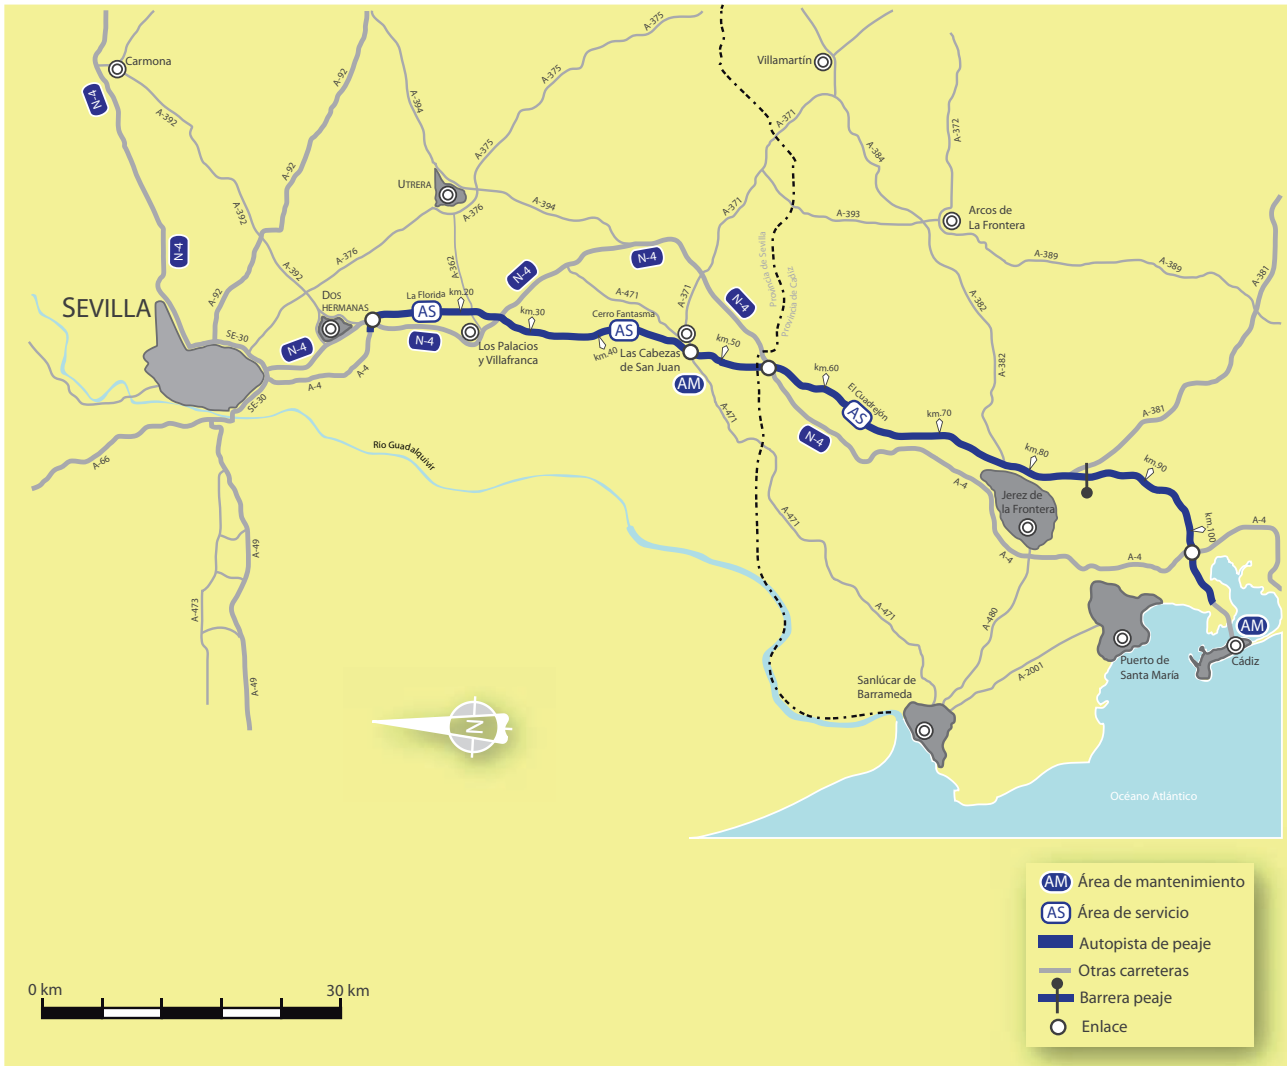 Carmona
N-4
A-392
A-92
A-394
A-375
A-375
A-375
Villamartín
A-371
A-384
A-372
A-92
UTRERA
A-376
A-394
A-392
A-371
A-393
Arcos de
La Frontera
N-4
A-376
A-362
N-4
N-4
Provincia de Sevilla
Provincia de Cádiz
A-389
A-389
A-381
A-392
A-92
SEVILLA
DOS
HERMANAS
La Florida
km.20
AS
A-471
A-371
N-4
A-382
SE-30
N-4
N-4
km.30
Cerro Fantasma
AS
km.40
km.50
Los Palacios
y Villafranca
Las Cabezas
de San Juan
AM
A-4
A-4
SE-30
km.60
El Cuadrejón
AS
A-382
A-471
km.70
A-381
N-4
Río Guadalquivir
A-66
km.80
km.90
A-4
Jerez de
la Frontera
A-471
km.100
A-4
A-49
A-4
A-4
A-473
A-471
A-480
AM
A-2001
Puerto de
Santa María
Cádiz
Sanlúcar de
Barrameda
A-49
N
Océano Atlántico
AM Área de mantenimiento
AS Área de servicio
Autopista de peaje
Otras carreteras
Barrera peaje
Enlace
0 km 30 km